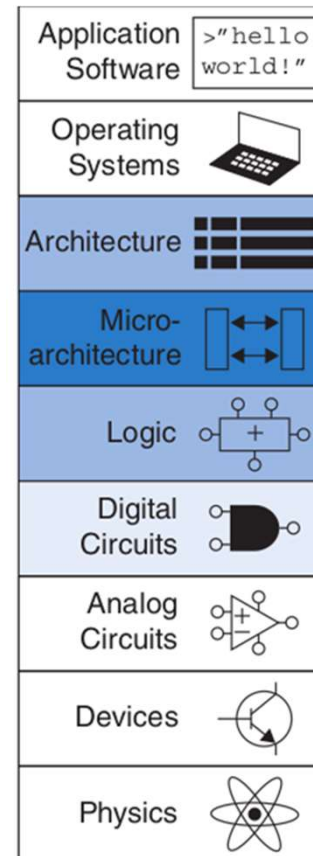 Application
Software
>"hello
world!"
Operating
Systems
Architecture
Micro-
architecture
Logic
+
Digital
Circuits
Analog
Circuits
+
−
Devices
Physics